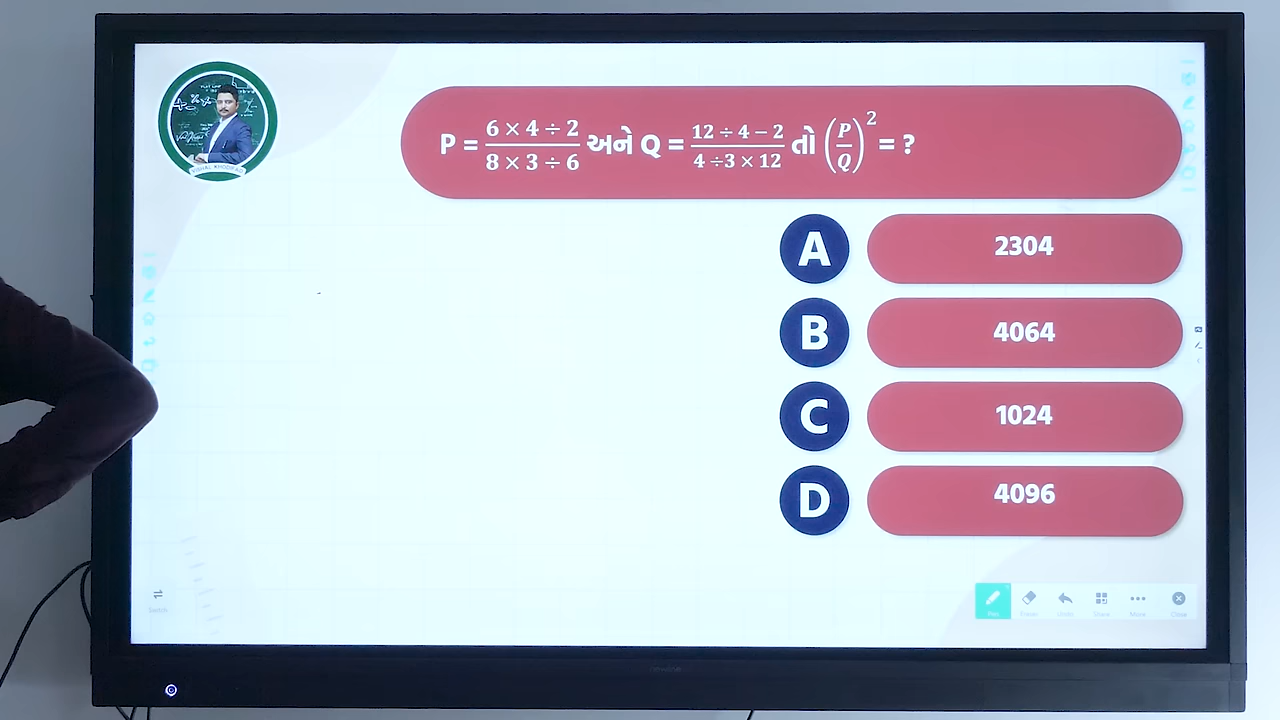 P = (6 × 4 ÷ 2)/(8 × 3 ÷ 6) અને Q = (12 ÷ 4 − 2)/(4 ÷3 × 12) તો (P/Q)² = ?
A 2304
B 4064
C 1024
D 4096